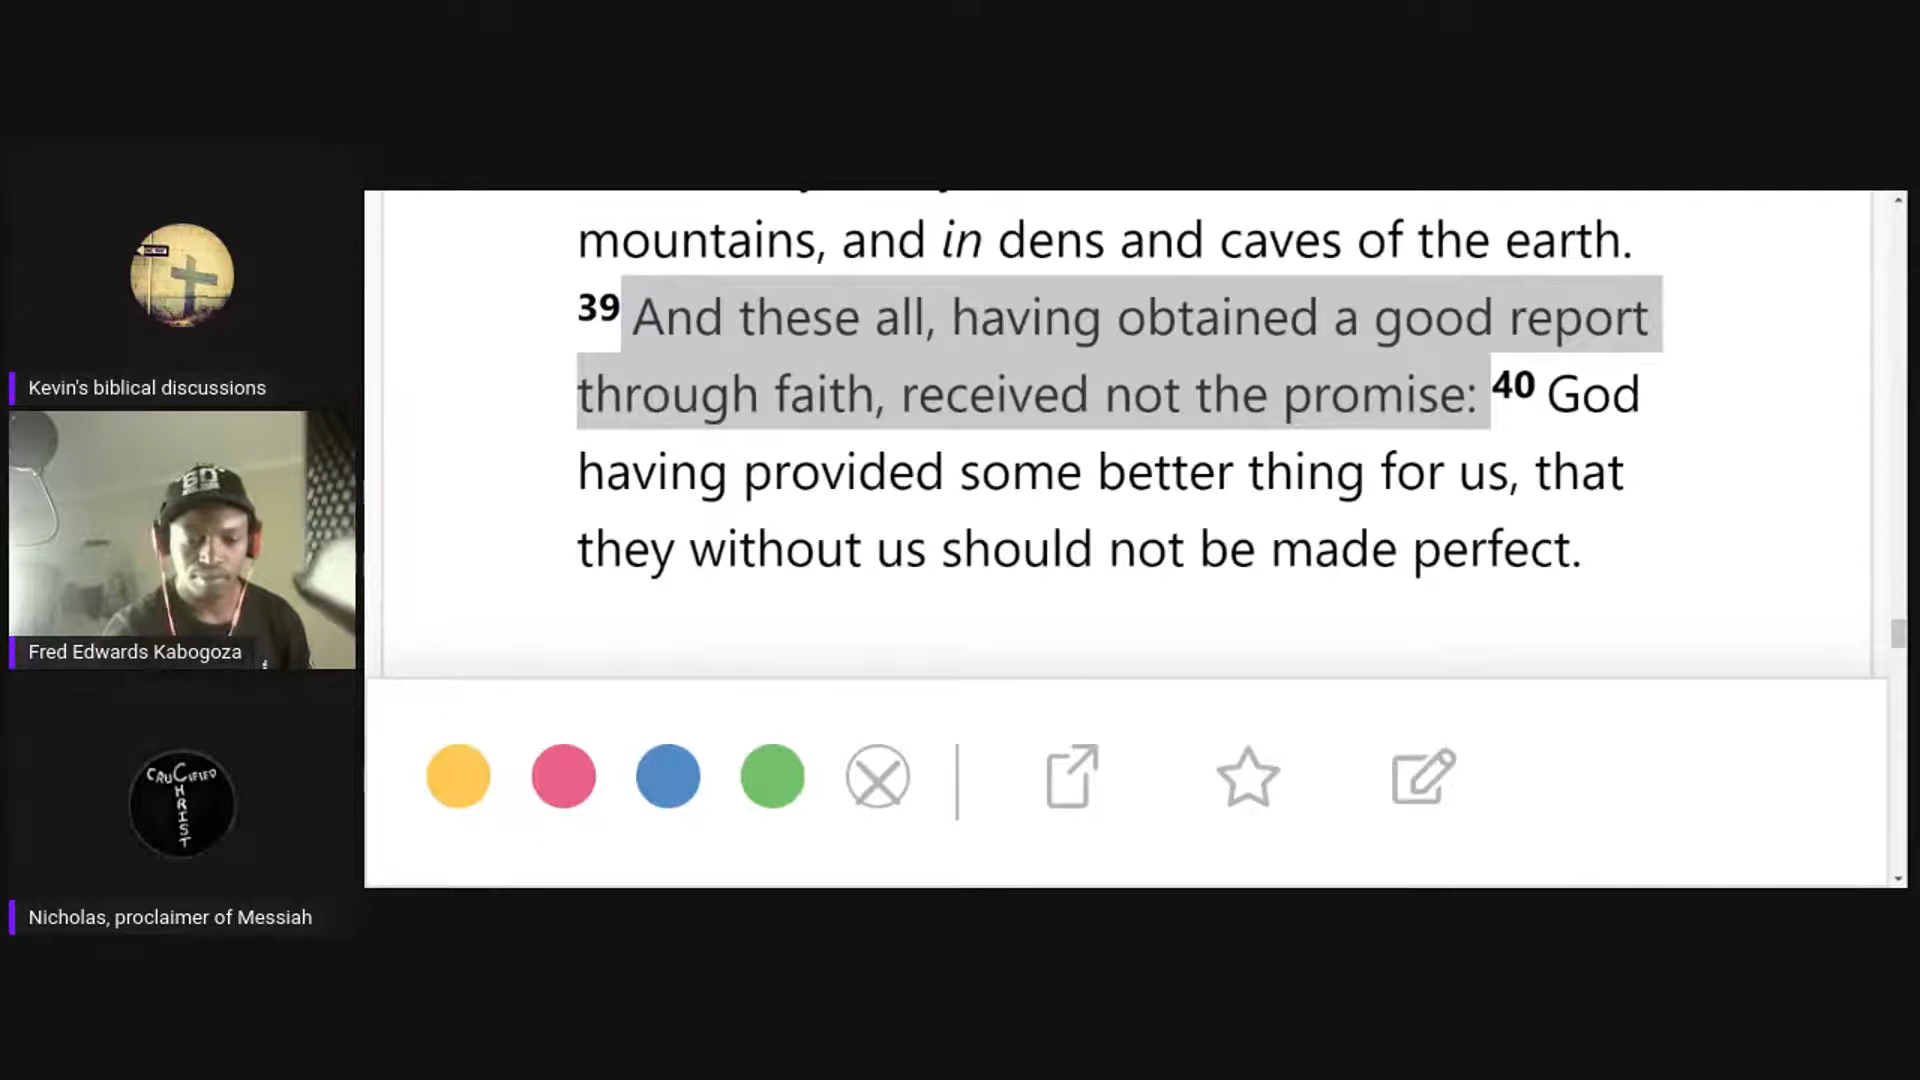 Kevin's biblical discussions
Fred Edwards Kabogoza
CRUCIFIED
CHRIST
Nicholas, proclaimer of Messiah
mountains, and in dens and caves of the earth.
39 And these all, having obtained a good report
through faith, received not the promise: 40 God
having provided some better thing for us, that
they without us should not be made perfect.